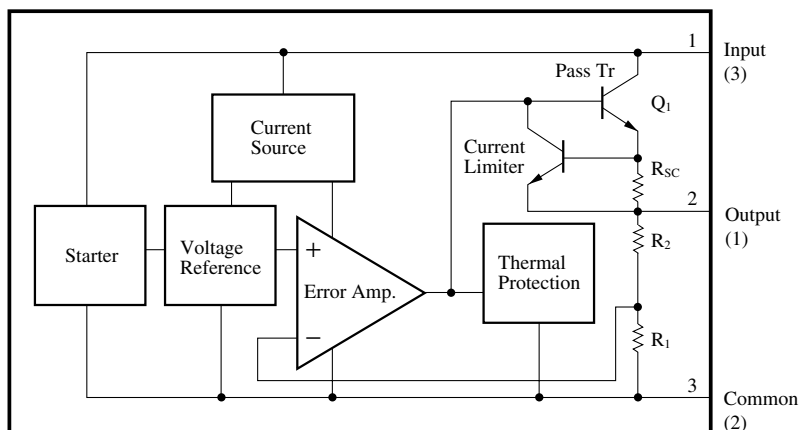 1
Input
(3)
Pass Tr
Q1
Current
Source
Current
Limiter
RSC
2
Output
(1)
Starter
Voltage
Reference
+
Error Amp.
−
Thermal
Protection
R2
R1
3
Common
(2)